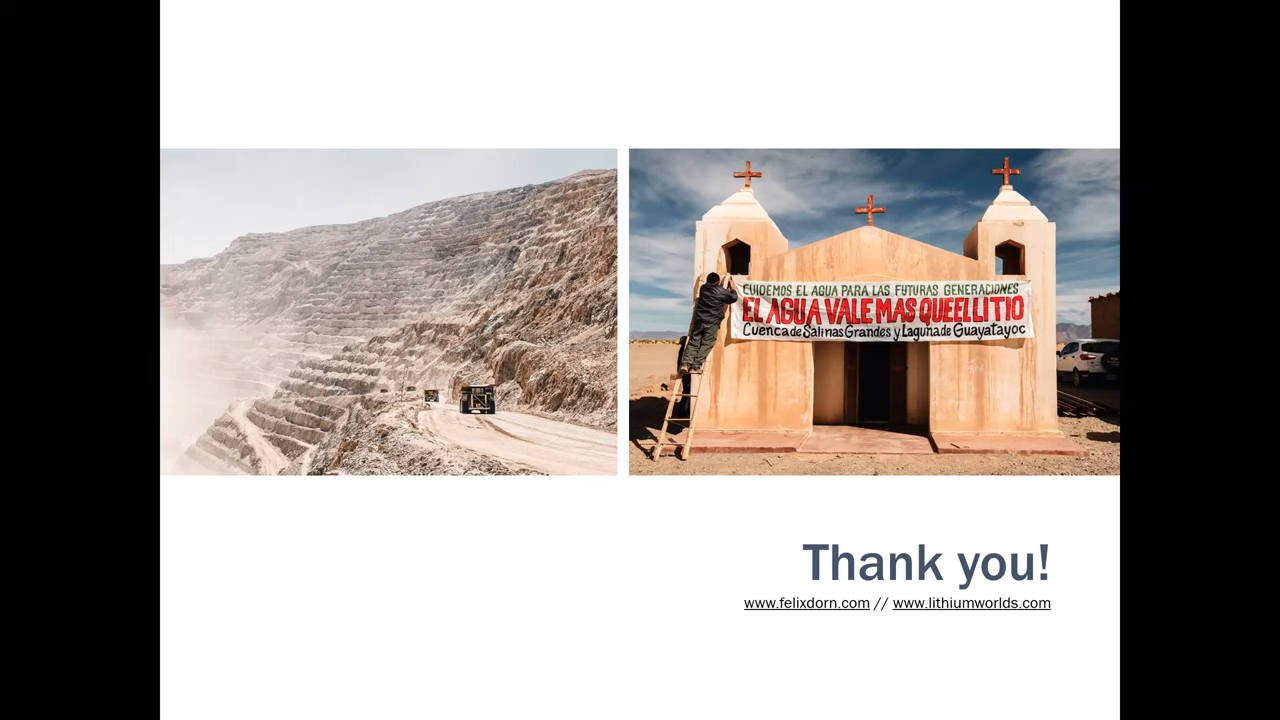 CUIDEMOS EL AGUA PARA LAS FUTURAS GENERACIONES
EL AGUA VALE MAS QUE EL LITIO
Cuenca de Salinas Grandes y Laguna de Guayatayoc
Thank you!
www.felixdorn.com // www.lithiumworlds.com